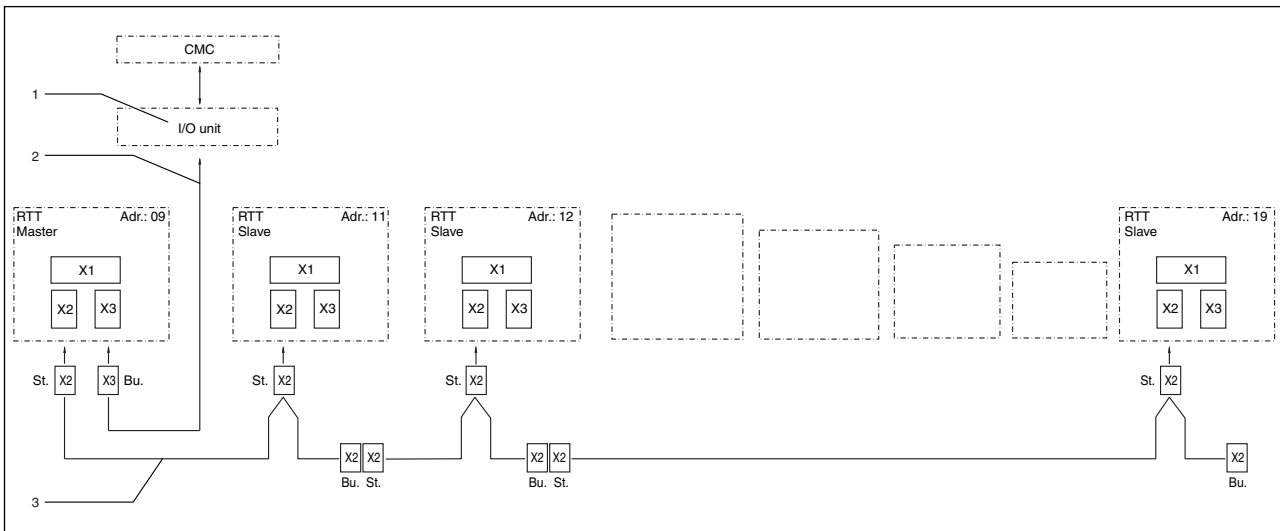 CMC
1
I/O unit
2
RTT Adr.: 09
Master
X1
X2 X3
RTT Adr.: 11
Slave
X1
X2 X3
RTT Adr.: 12
Slave
X1
X2 X3
RTT Adr.: 19
Slave
X1
X2 X3
St. X2 X3 Bu.
St. X2
St. X2
St. X2
X2 X2
Bu. St.
X2 X2
Bu. St.
X2
Bu.
3